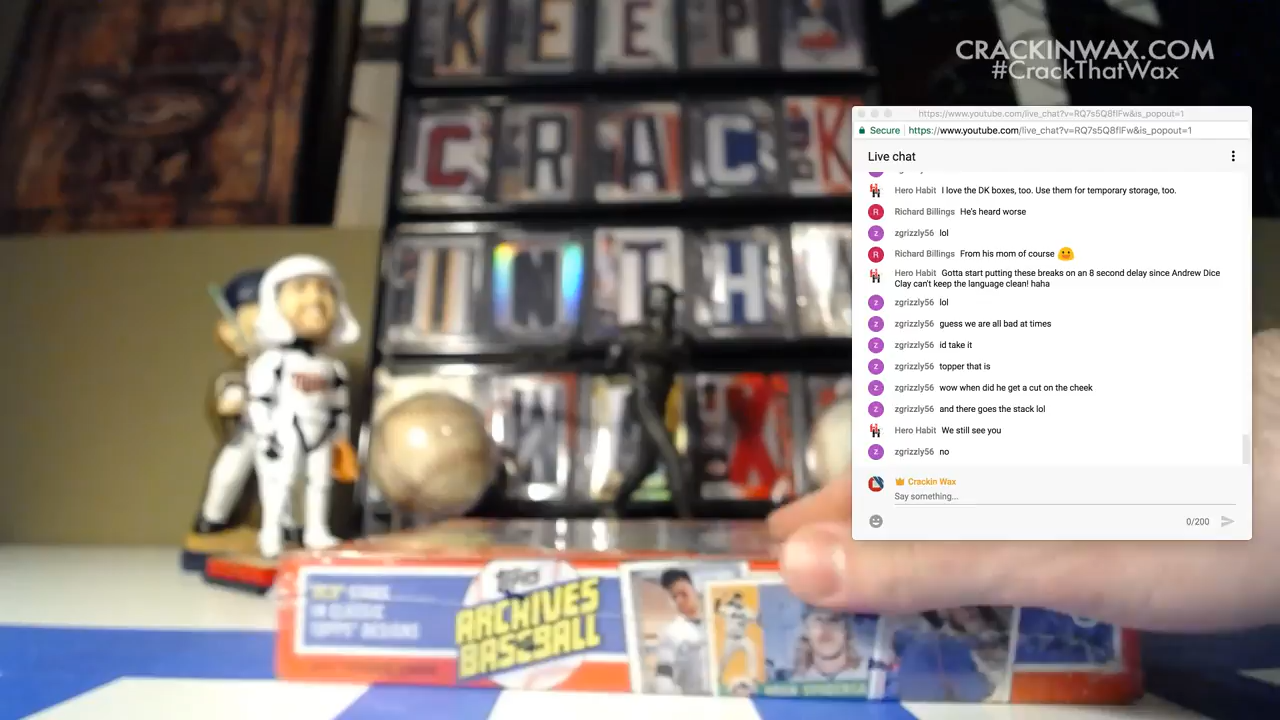 KEEP
CRACK
IN TH
W X
CRACKINWAX.COM
#CrackThatWax
https://www.youtube.com/live_chat?v=RQ7s5Q8flFw&is_popout=1
Secure https://www.youtube.com/live_chat?v=RQ7s5Q8flFw&is_popout=1
Live chat
Hero Habit I love the DK boxes, too. Use them for temporary storage, too.
R Richard Billings He's heard worse
z zgrizzly56 lol
R Richard Billings From his mom of course
Hero Habit Gotta start putting these breaks on an 8 second delay since Andrew Dice
Clay can't keep the language clean! haha
z zgrizzly56 lol
z zgrizzly56 guess we are all bad at times
z zgrizzly56 id take it
z zgrizzly56 topper that is
z zgrizzly56 wow when did he get a cut on the cheek
z zgrizzly56 and there goes the stack lol
Hero Habit We still see you
z zgrizzly56 no
Crackin Wax
Say something...
0/200
Topps
ARCHIVES
BASEBALL
STARS
IN CLASSIC
TOPPS DESIGNS